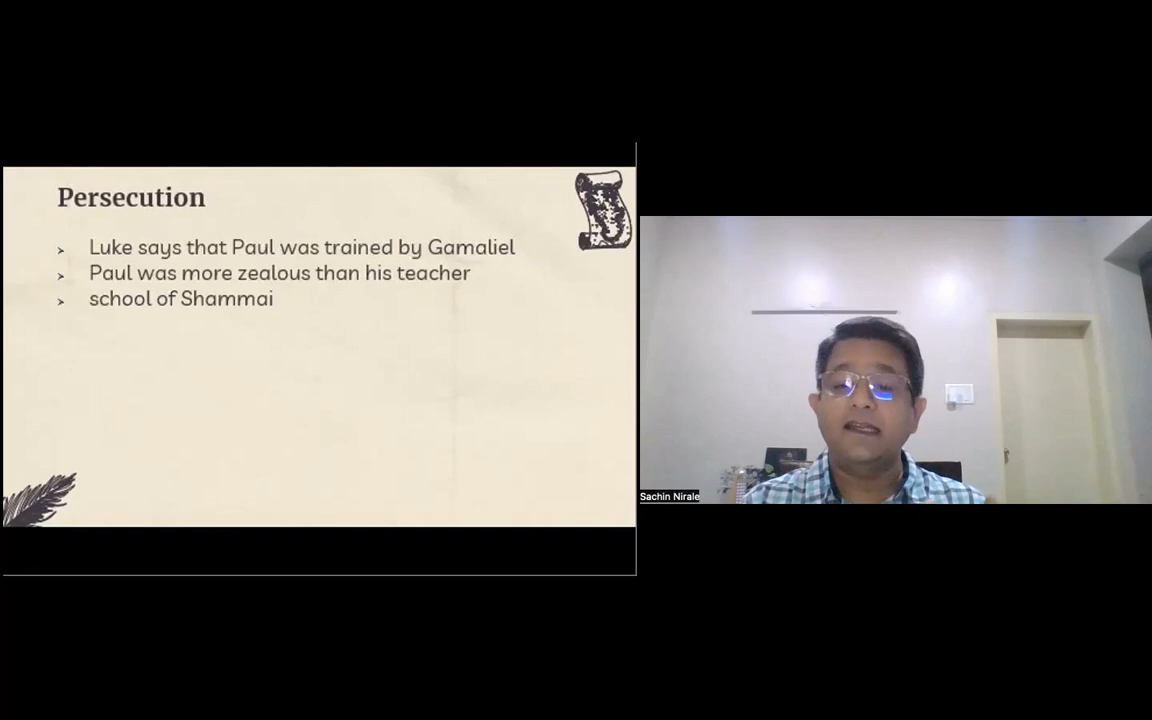 Persecution
➢ Luke says that Paul was trained by Gamaliel
➢ Paul was more zealous than his teacher
➢ school of Shammai
Sachin Nirale